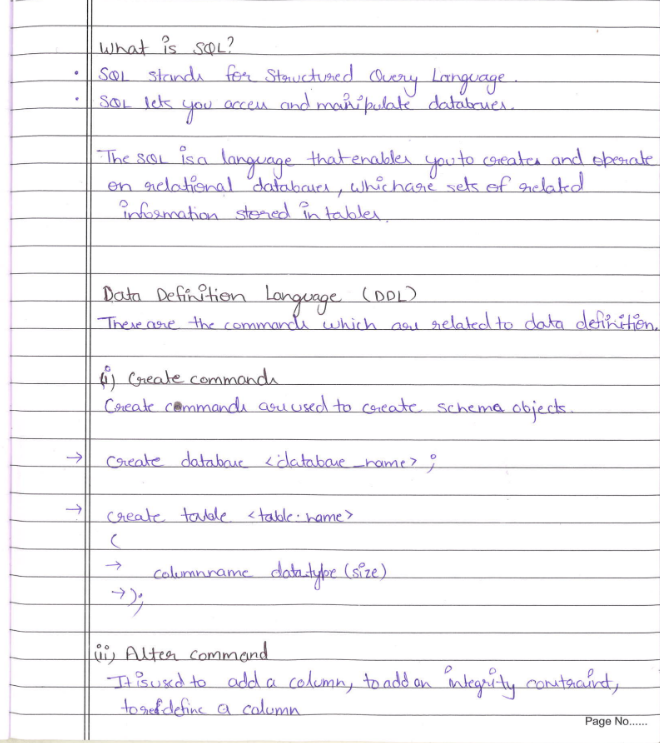 What is SQL?
• SQL stands for Structured Query Language.
• SQL lets you access and manipulate databases.
The SQL is a language that enables you to creates and operate
on relational databases, which are sets of related
information stored in tables.
Data Definition Language (DDL)
These are the commands which are related to data definition.
(i) Create commands
Create commands are used to create schema objects.
→ Create database <database_name> ;
→ create table <table-name>
(
→ columnname datatype (size)
→ );
(ii) Alter command
It is used to add a column, to add an integrity constraint,
to redefine a column
Page No......